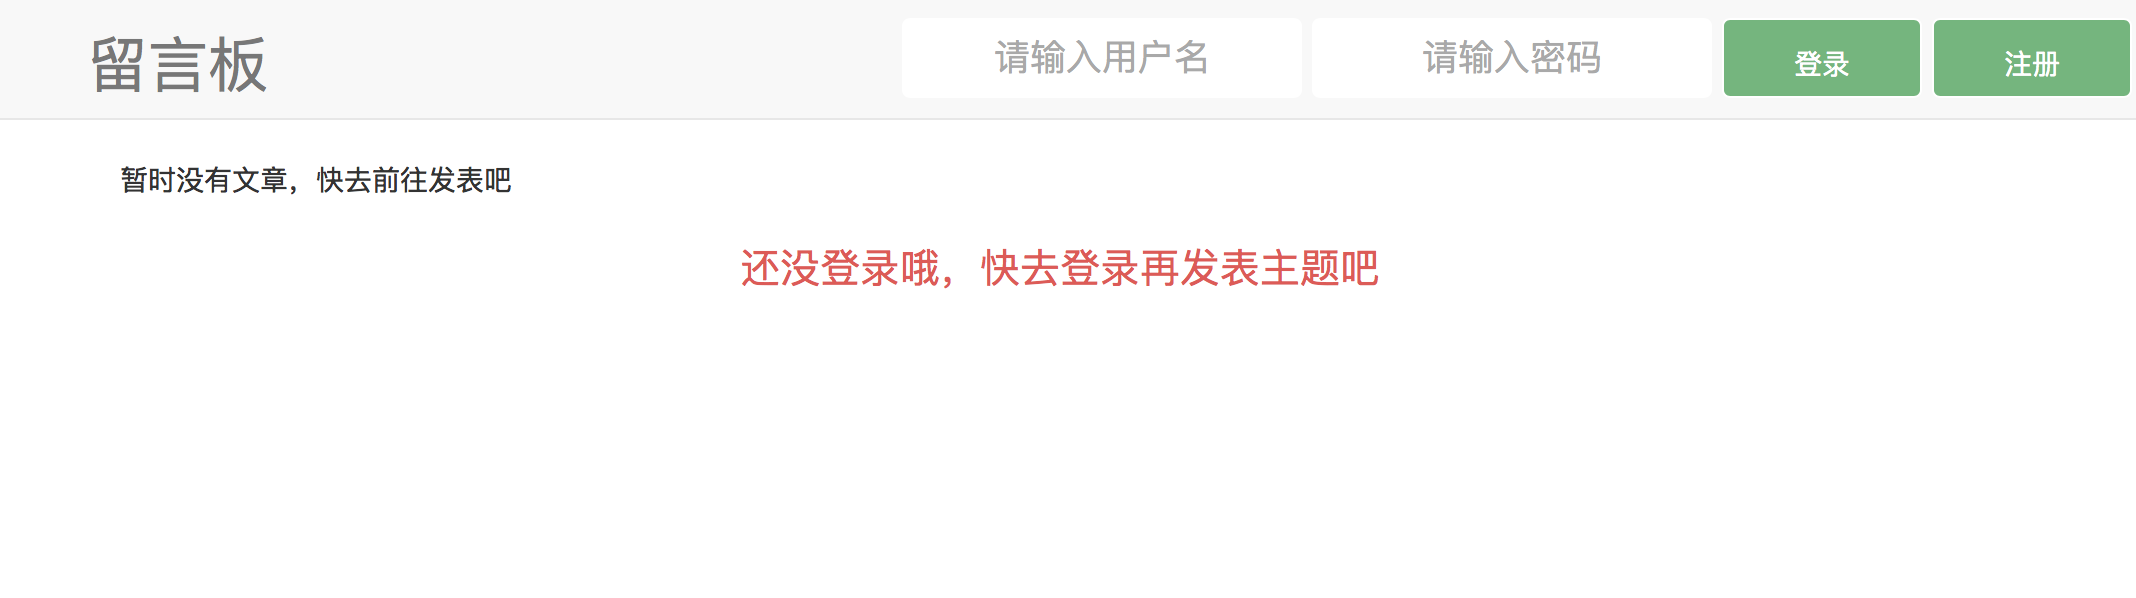 留言板 请输入用户名 请输入密码 登录 注册
暂时没有文章，快去前往发表吧
还没登录哦，快去登录再发表主题吧